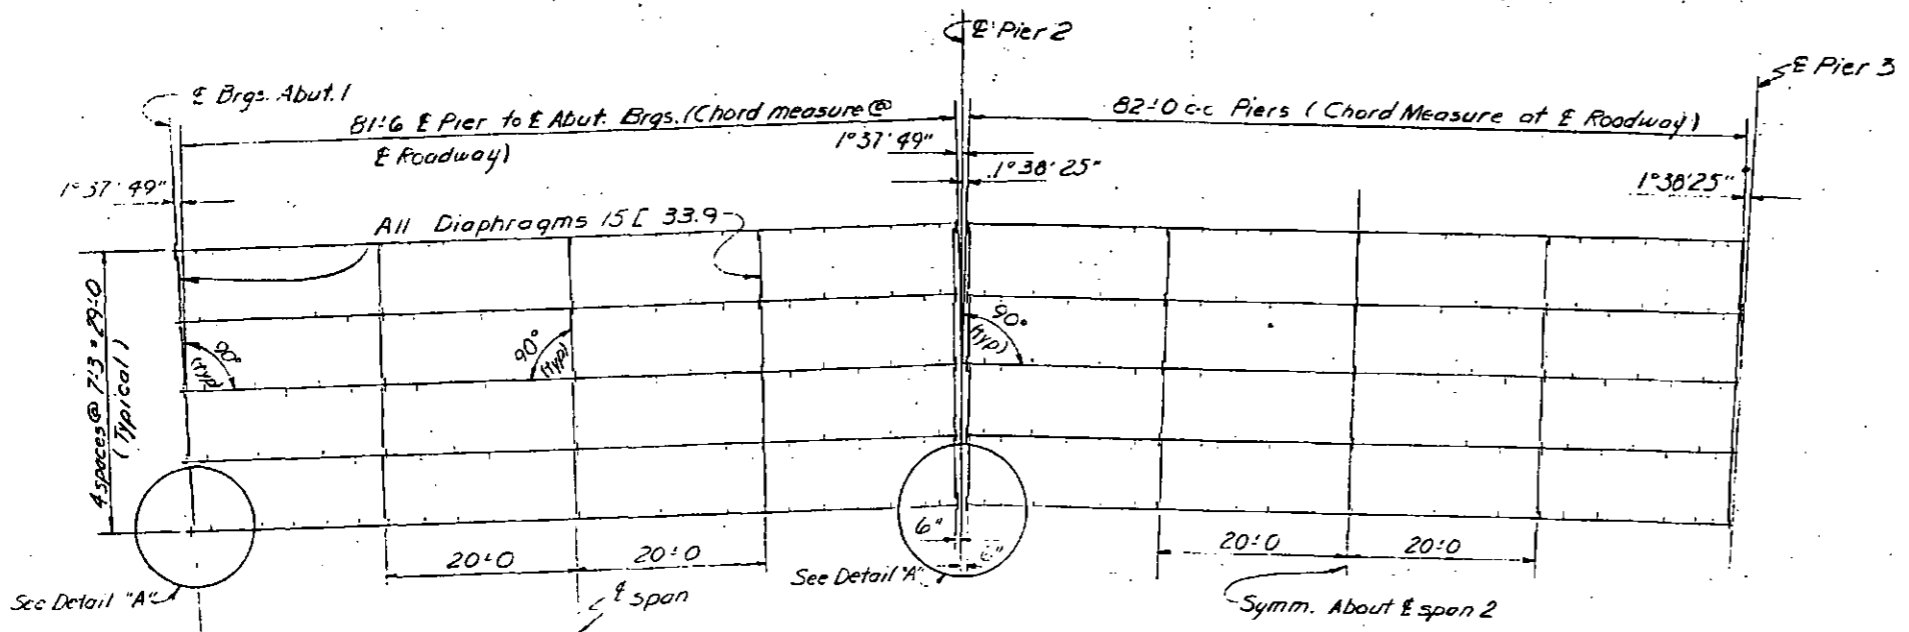 ℄ Pier 2
℄ Pier 3
℄ Brgs. Abut. 1
81'-6 ℄ Pier to ℄ Abut. Brgs. (Chord measure @
℄ Roadway)
82'-0 c-c Piers (Chord Measure at ℄ Roadway)
1° 37' 49"
1° 38' 25"
1° 37' 49"
1° 38' 25"
All Diaphragms 15 [ 33.9
4 spaces @ 7'-3 = 29'-0
(Typical)
90°
(typ)
90°
(typ)
90°
(typ)
6"
6"
20'-0
20'-0
20'-0
20'-0
See Detail "A"
See Detail "A"
℄ span
Symm. About ℄ span 2